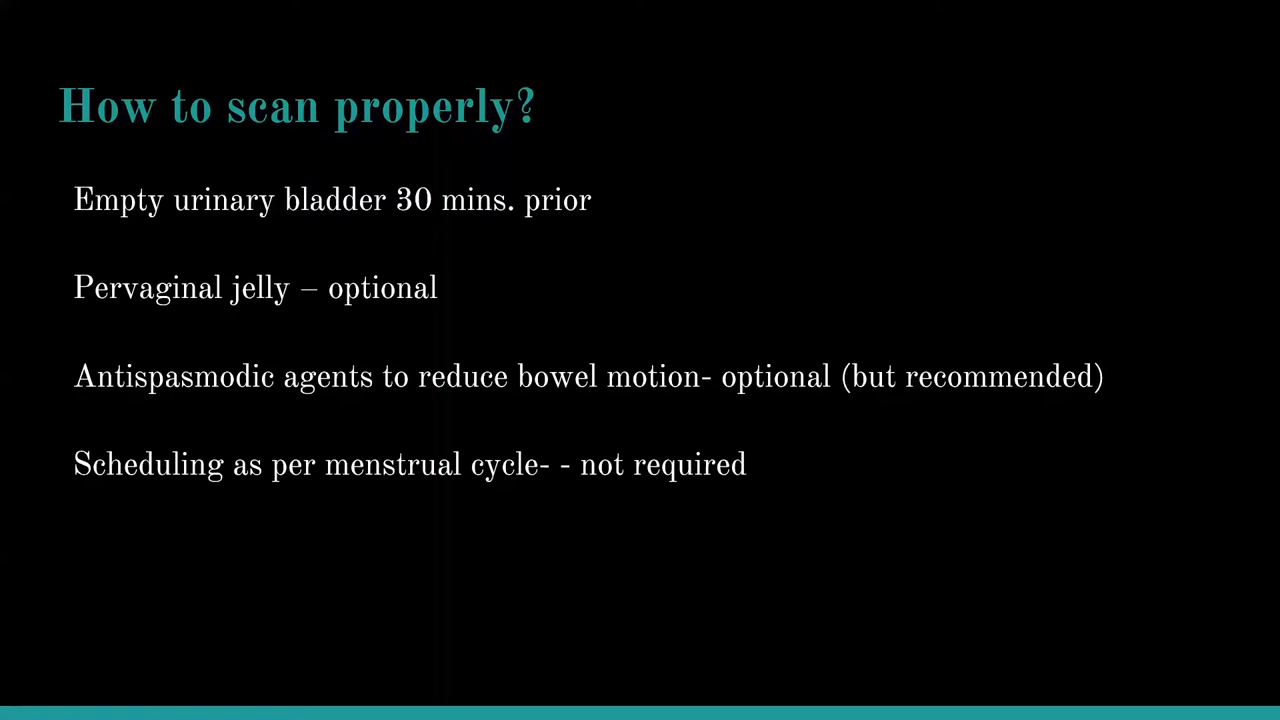 How to scan properly?
Empty urinary bladder 30 mins. prior
Pervaginal jelly – optional
Antispasmodic agents to reduce bowel motion- optional (but recommended)
Scheduling as per menstrual cycle- - not required